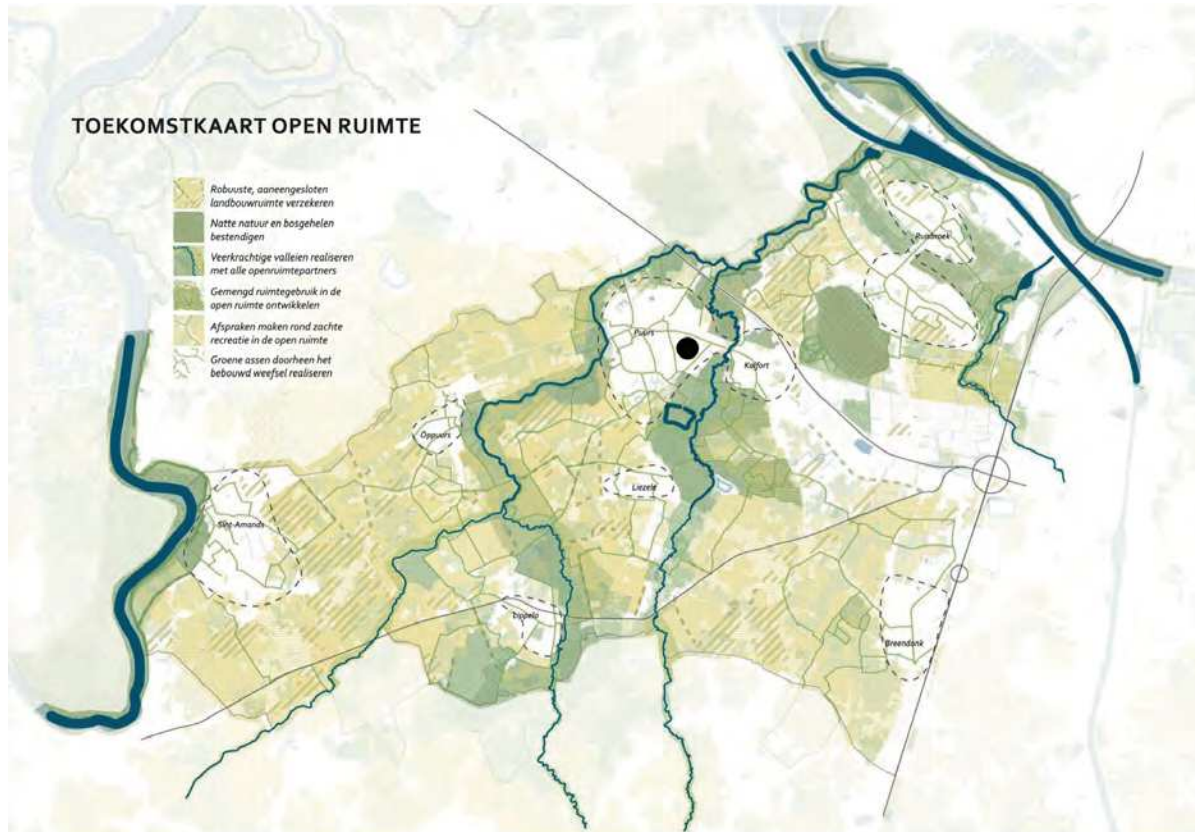 TOEKOMSTKAART OPEN RUIMTE
Robuuste, aaneengesloten
landbouwruimte verzekeren
Natte natuur en bosgehelen
bestendigen
Veerkrachtige valleien realiseren
met alle openruimtepartners
Gemengd ruimtegebruik in de
open ruimte ontwikkelen
Afspraken maken rond zachte
recreatie in de open ruimte
Groene assen doorheen het
bebouwd weefsel realiseren
Ruisbroek
Puurs
Kalfort
Oppuurs
Liezele
Sint-Amands
Lippelo
Breendonk